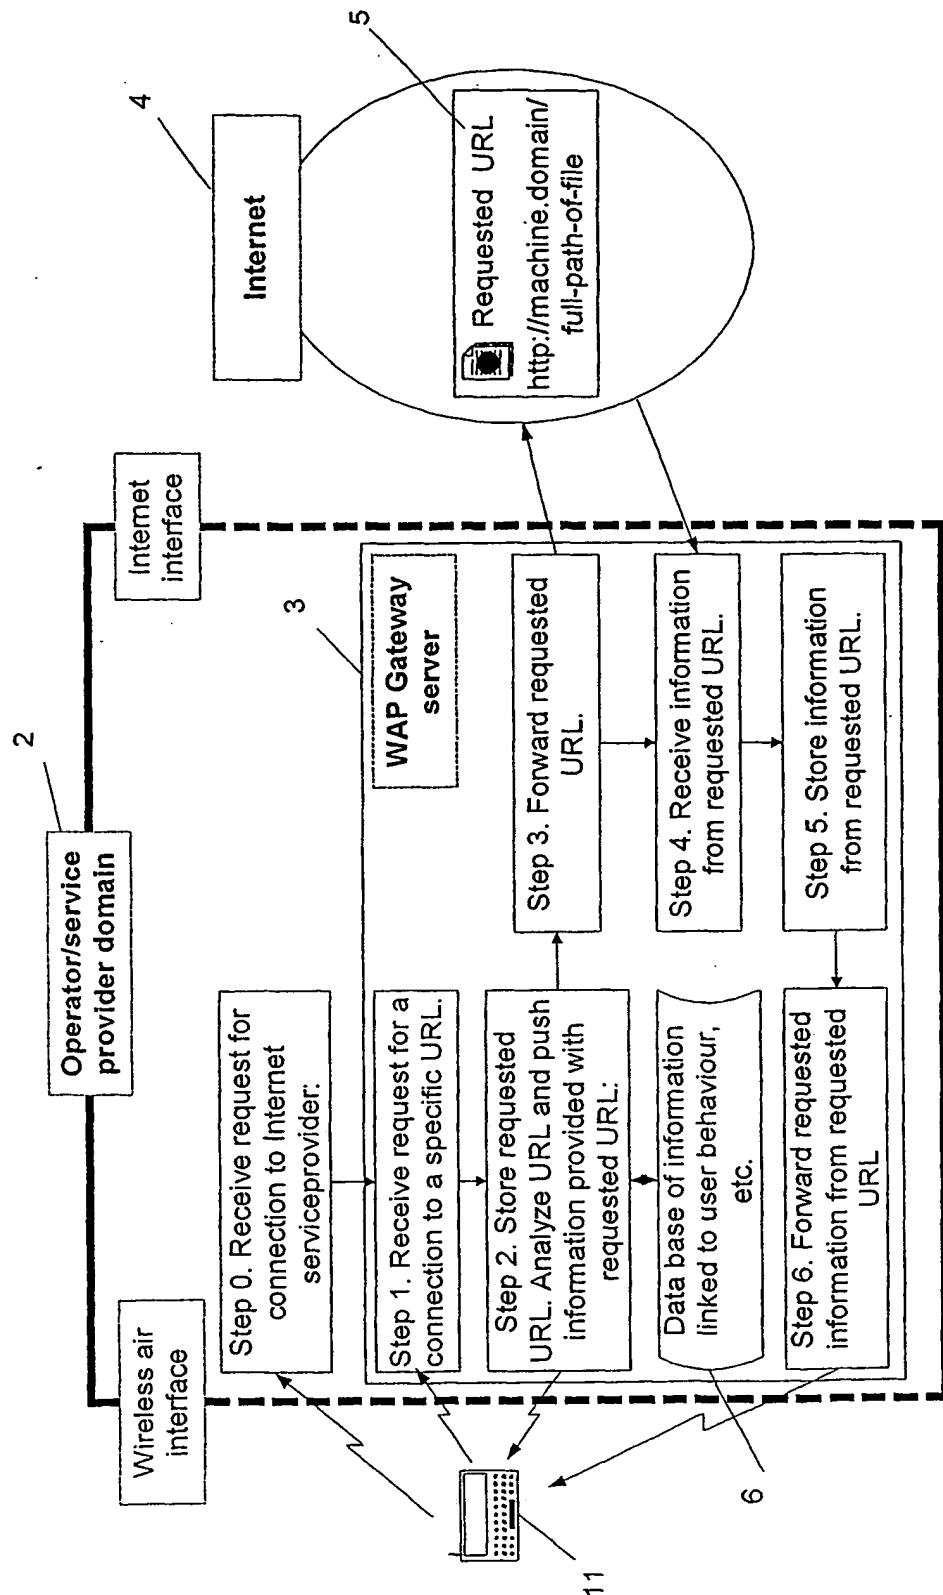 2
Operator/service
provider domain
Wireless air
interface
Internet
interface
4
Internet
5
Requested URL
http://machine.domain/
full-path-of-file
3
WAP Gateway
server
Step 0. Receive request for
connection to Internet
serviceprovider:
Step 1. Receive request for a
connection to a specific URL.
Step 2. Store requested
URL. Analyze URL and push
information provided with
requested URL:
Data base of information
linked to user behaviour,
etc.
Step 3. Forward requested
URL.
Step 4. Receive information
from requested URL.
Step 5. Store information
from requested URL.
Step 6. Forward requested
information from requested
URL
6
11